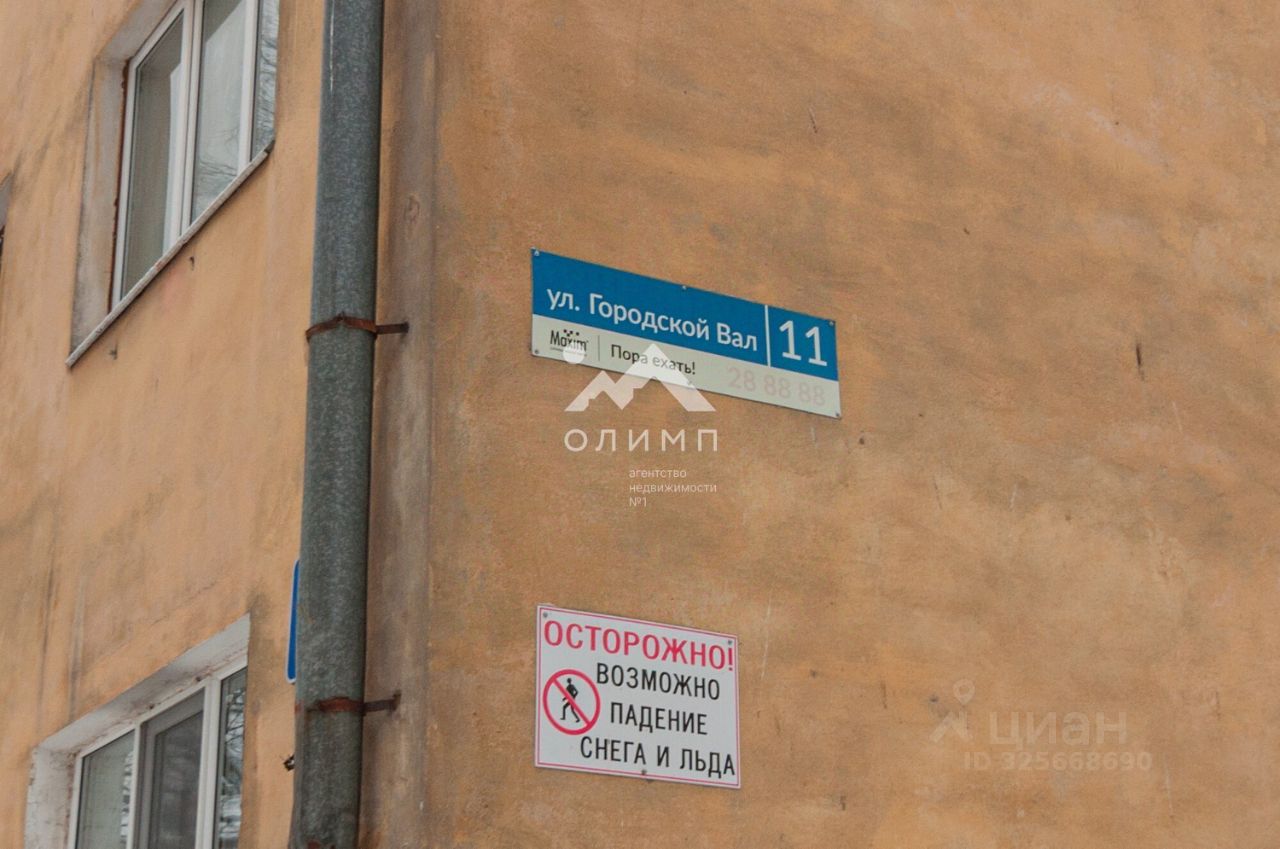 ул. Городской Вал 11
Maxim Пора ехать! 28 88 88
ОЛИМП
агентство
недвижимости
№1
ОСТОРОЖНО!
ВОЗМОЖНО
ПАДЕНИЕ
СНЕГА И ЛЬДА
циан
ID 325668690